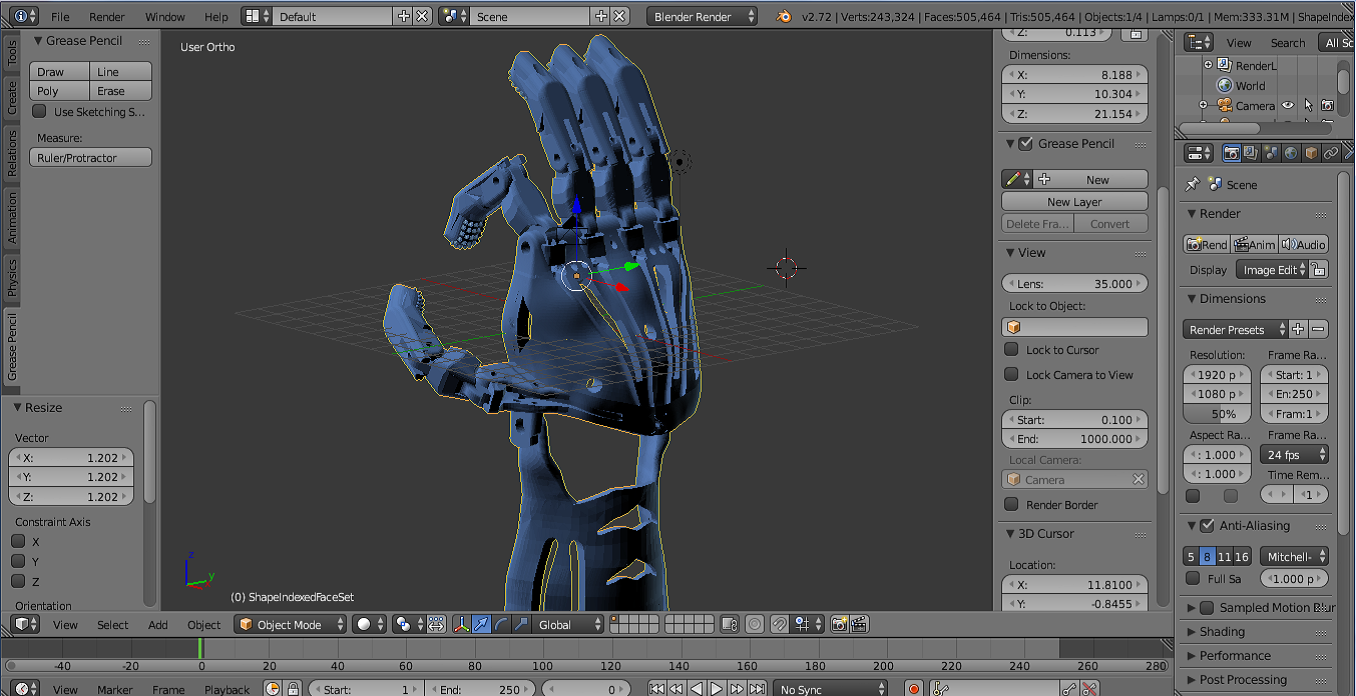 File Render Window Help Default Scene Blender Render v2.72 | Verts:243,324 | Faces:505,464 | Tris:505,464 | Objects:1/4 | Lamps:0/1 | Mem:333.31M | ShapeIndex
Tools
Create
Relations
Animation
Physics
Grease Pencil
Grease Pencil
Draw Line
Poly Erase
Use Sketching S...
Measure:
Ruler/Protractor
Resize
Vector
X: 1.202
Y: 1.202
Z: 1.202
Constraint Axis
X
Y
Z
Orientation
User Ortho
z
y
(0) ShapeIndexedFaceSet
Z: 0.113
Dimensions:
X: 8.188
Y: 10.304
Z: 21.154
Grease Pencil
New
New Layer
Delete Fra... Convert
View
Lens: 35.000
Lock to Object:
Lock to Cursor
Lock Camera to View
Clip:
Start: 0.100
End: 1000.000
Local Camera:
Camera
Render Border
3D Cursor
Location:
X: 11.8100
Y: -0.8455
View Search All Sc
RenderL
World
Camera
Scene
Render
Rend Anim Audio
Display Image Edit
Dimensions
Render Presets
Resolution: Frame Ra...
1920 p Start: 1
1080 p En:250
50% Fram:1
Aspect Ra... Frame Ra...
: 1.000 24 fps
: 1.000 Time Rem...
1
Anti-Aliasing
5 8 11 16 Mitchell-
Full Sa 1.000 p
Sampled Motion Blur
Shading
Performance
Post Processing
View Select Add Object Object Mode Global
-40 -20 0 20 40 60 80 100 120 140 160 180 200 220 240 260 280
View Marker Frame Playback Start: 1 End: 250 0 No Sync